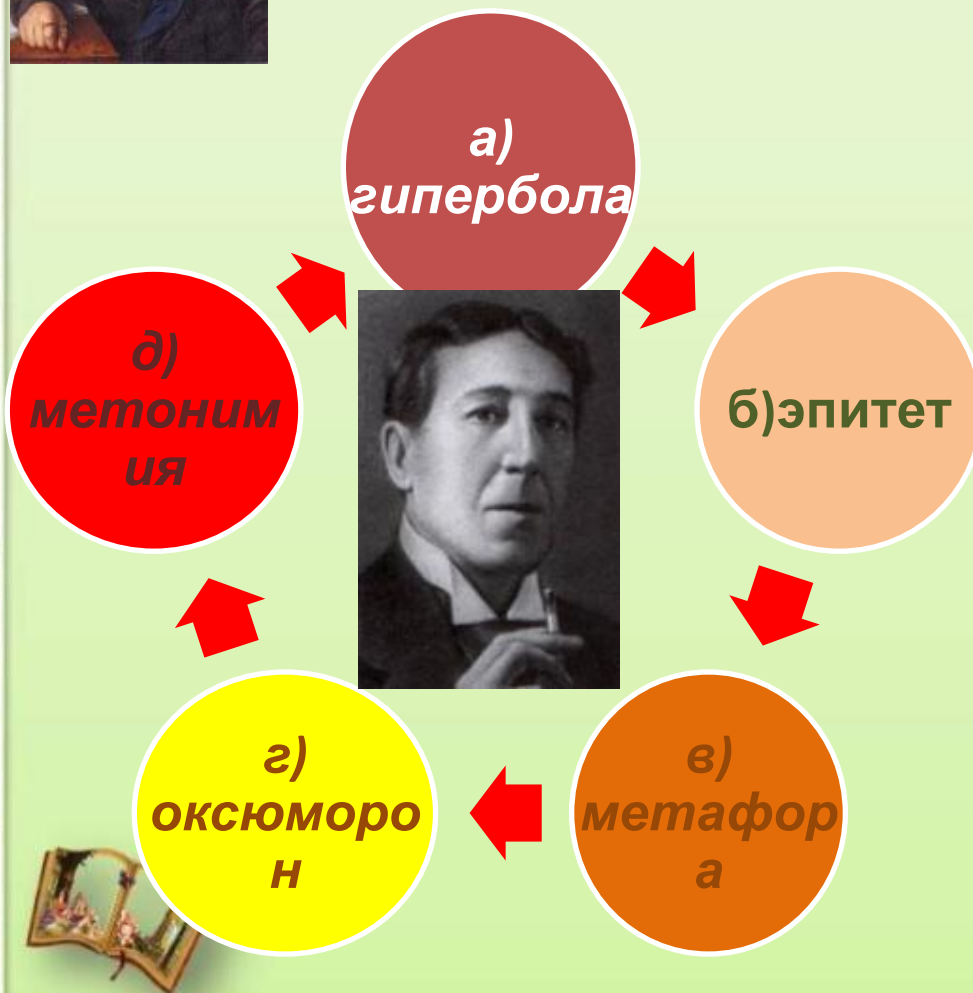 а)
гипербола
б)эпитет
в)
метафор
а
г)
оксюморо
н
д)
метоним
ия